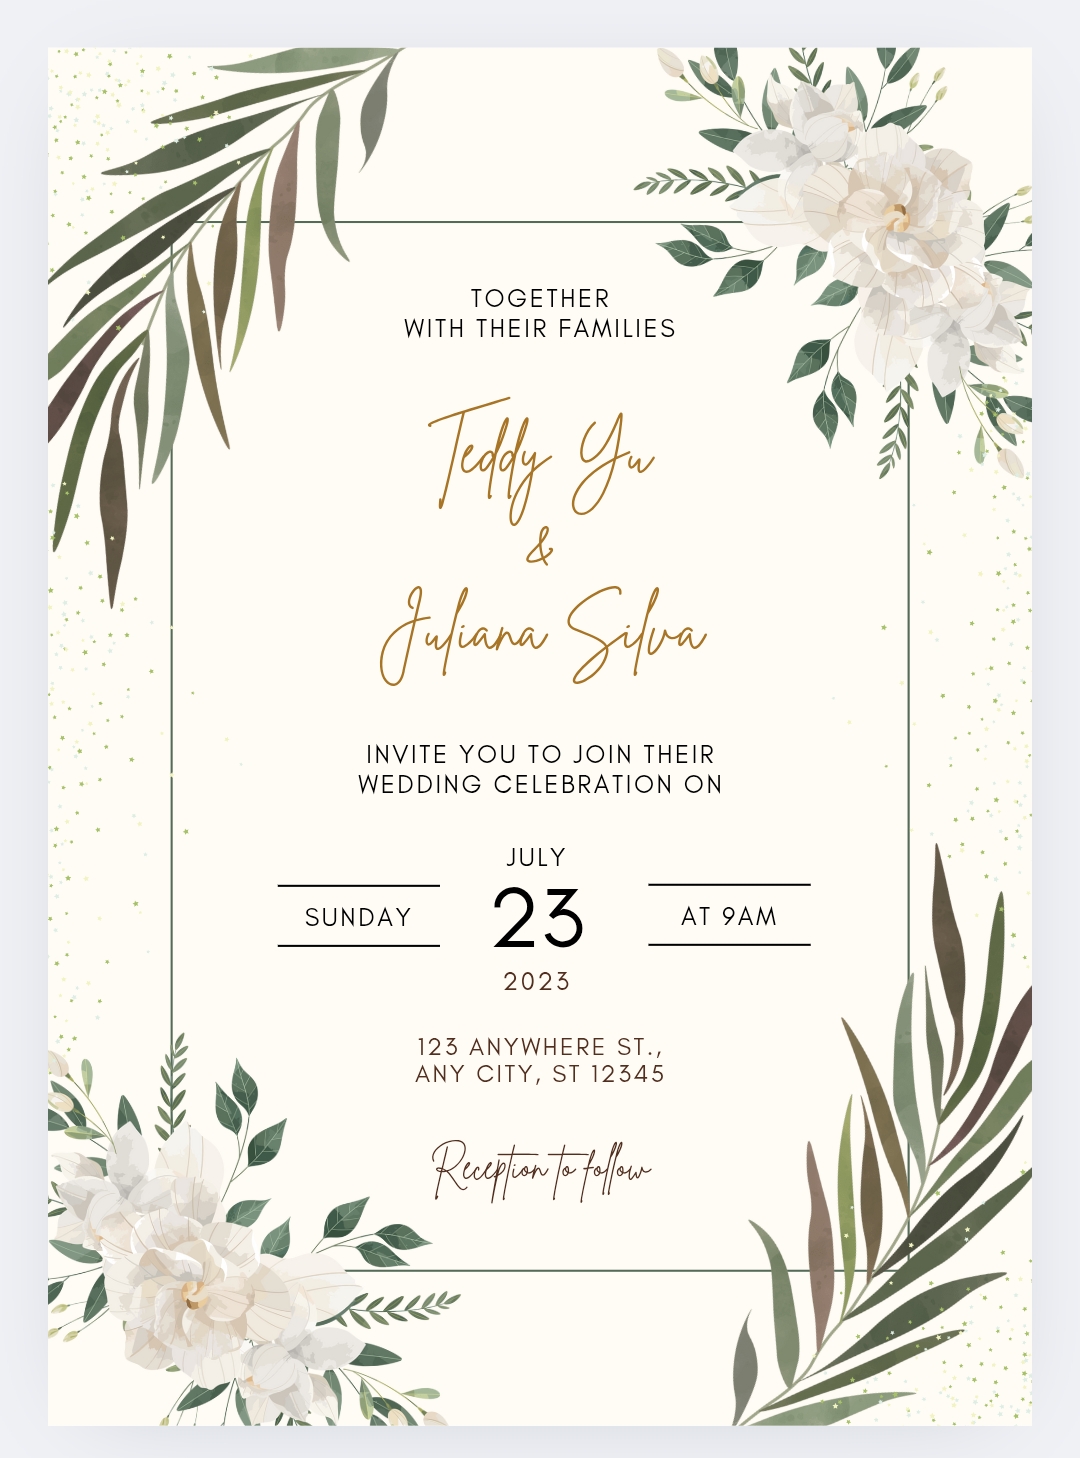 TOGETHER
WITH THEIR FAMILIES
Teddy Yu
&
Juliana Silva
INVITE YOU TO JOIN THEIR
WEDDING CELEBRATION ON
JULY
SUNDAY 23 AT 9AM
2023
123 ANYWHERE ST.,
ANY CITY, ST 12345
Reception to follow